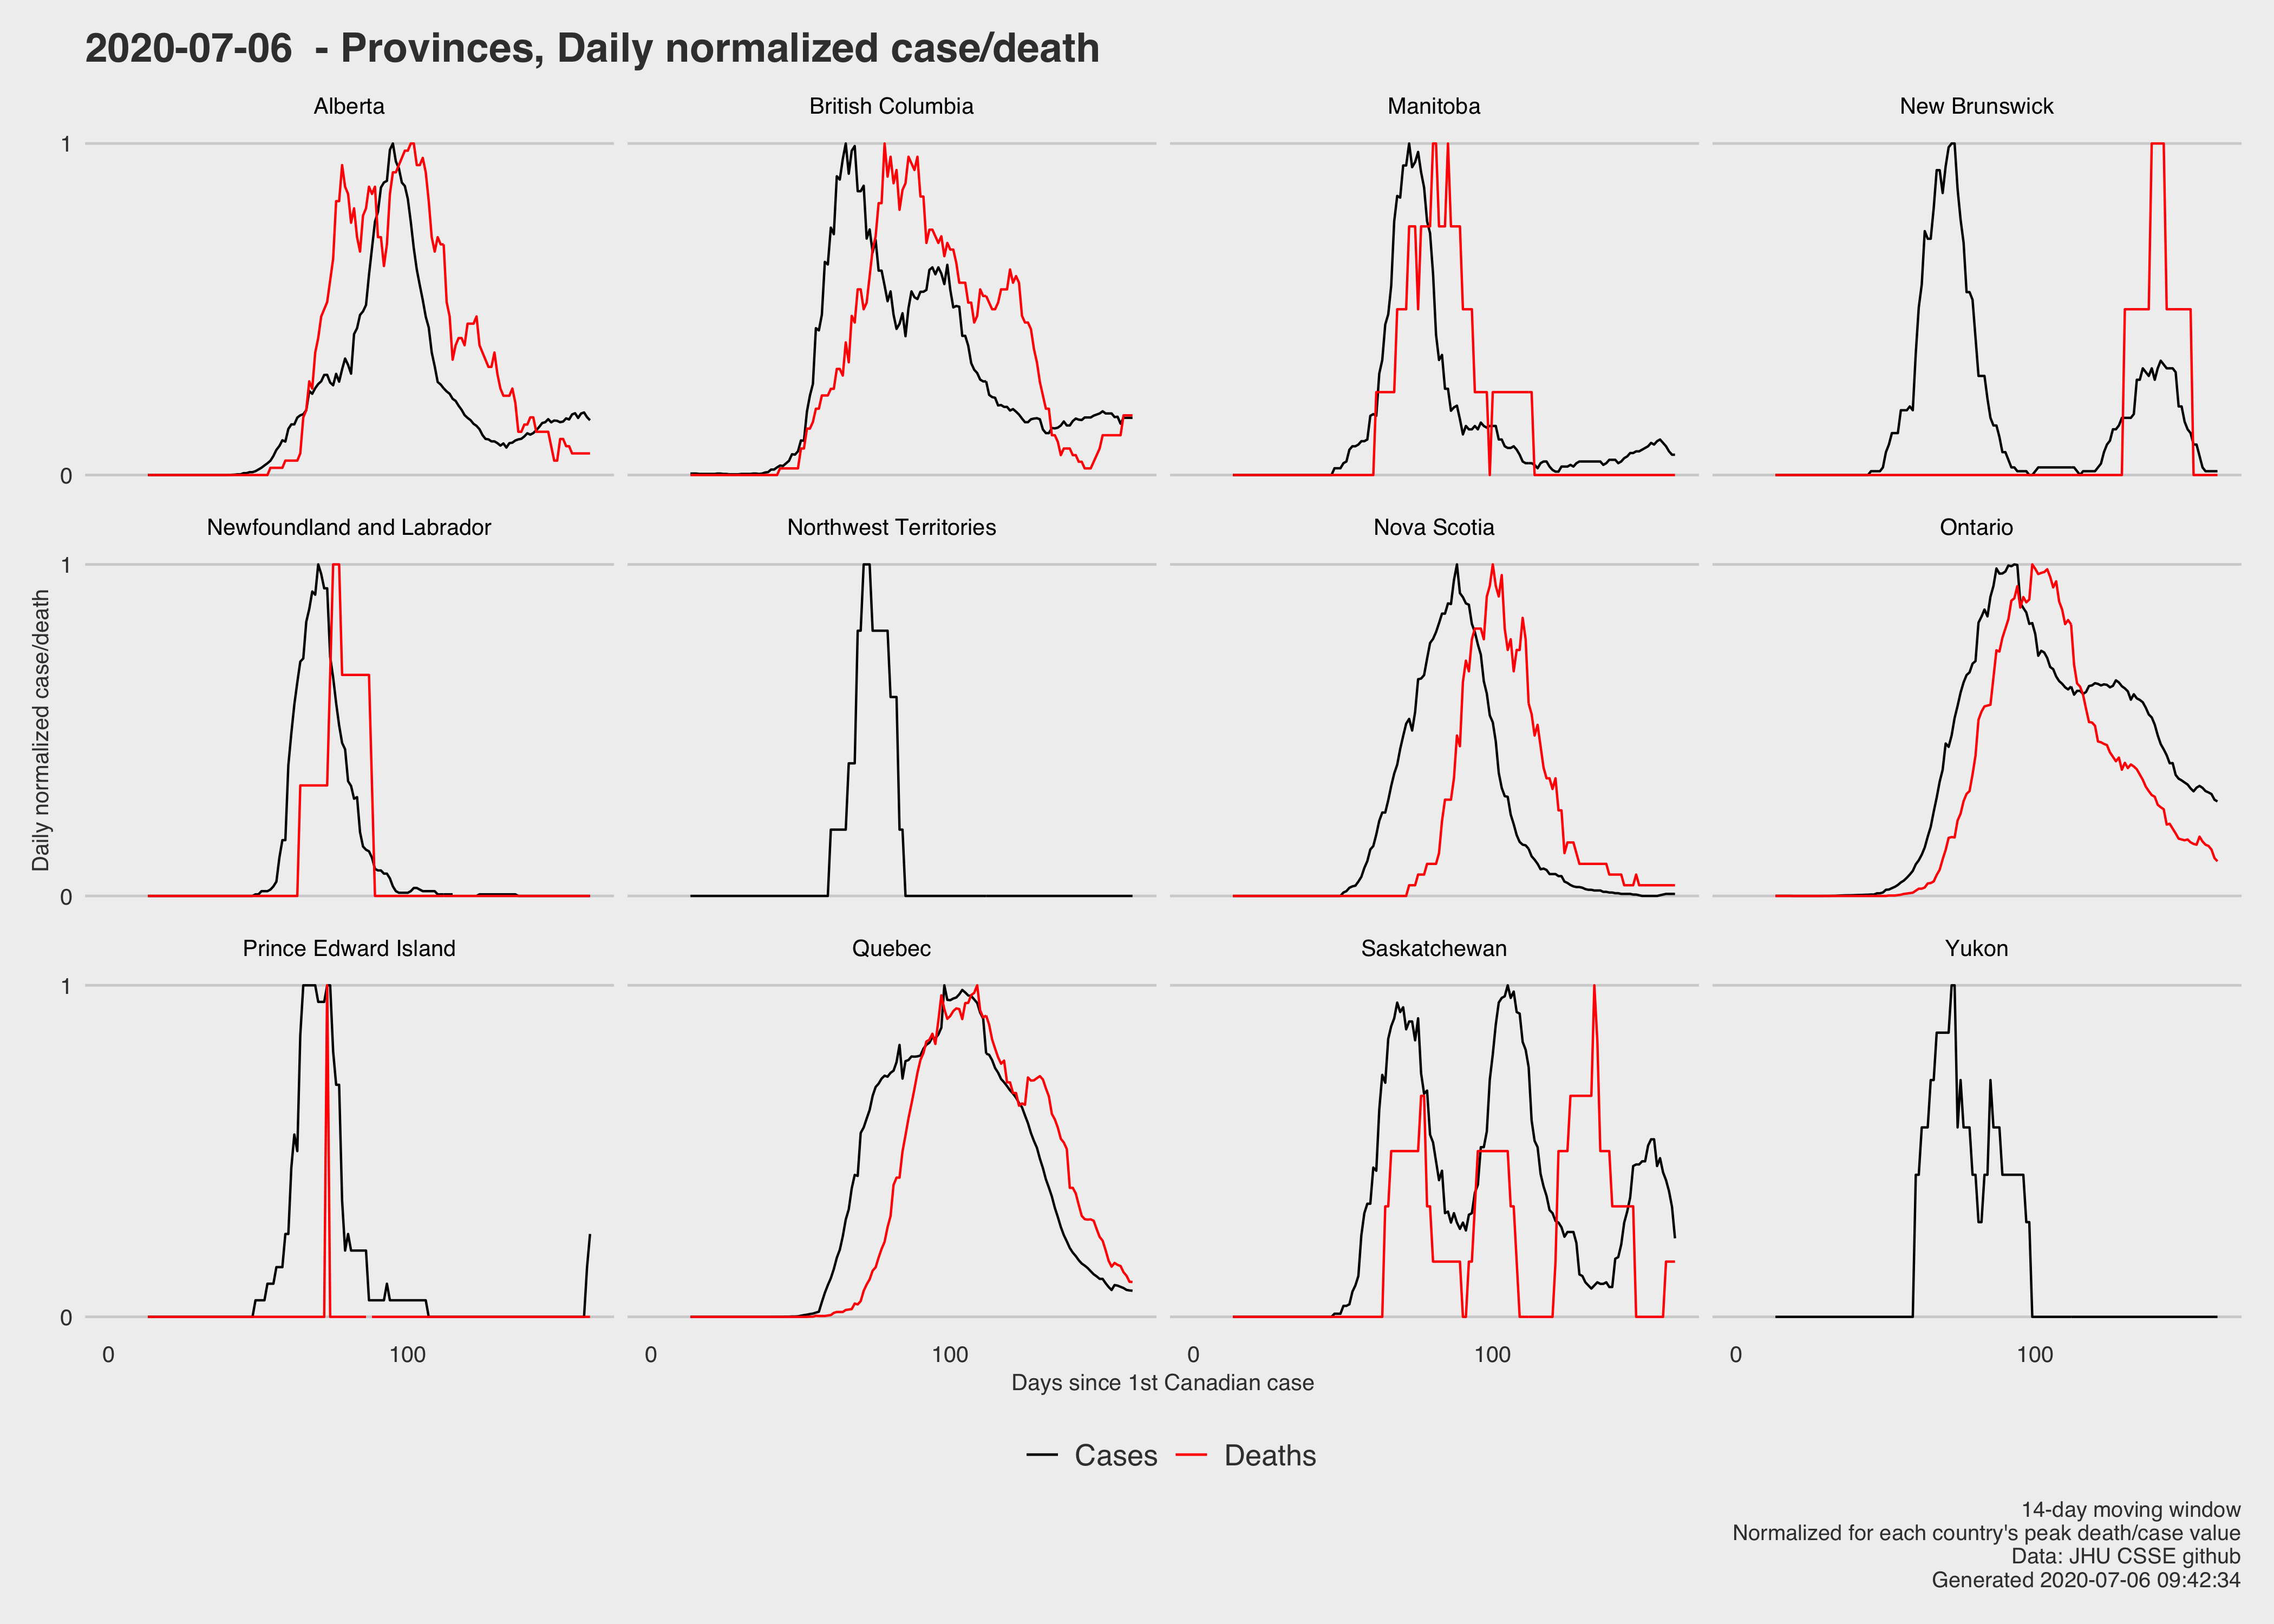 2020-07-06  - Provinces, Daily normalized case/death
Alberta
British Columbia
Manitoba
New Brunswick
1
0
Newfoundland and Labrador
Northwest Territories
Nova Scotia
Ontario
1
0
Daily normalized case/death
Prince Edward Island
Quebec
Saskatchewan
Yukon
1
0
0 100 0 100 0 100 0 100
Days since 1st Canadian case
Cases Deaths
14-day moving window
Normalized for each country's peak death/case value
Data: JHU CSSE github
Generated 2020-07-06 09:42:34